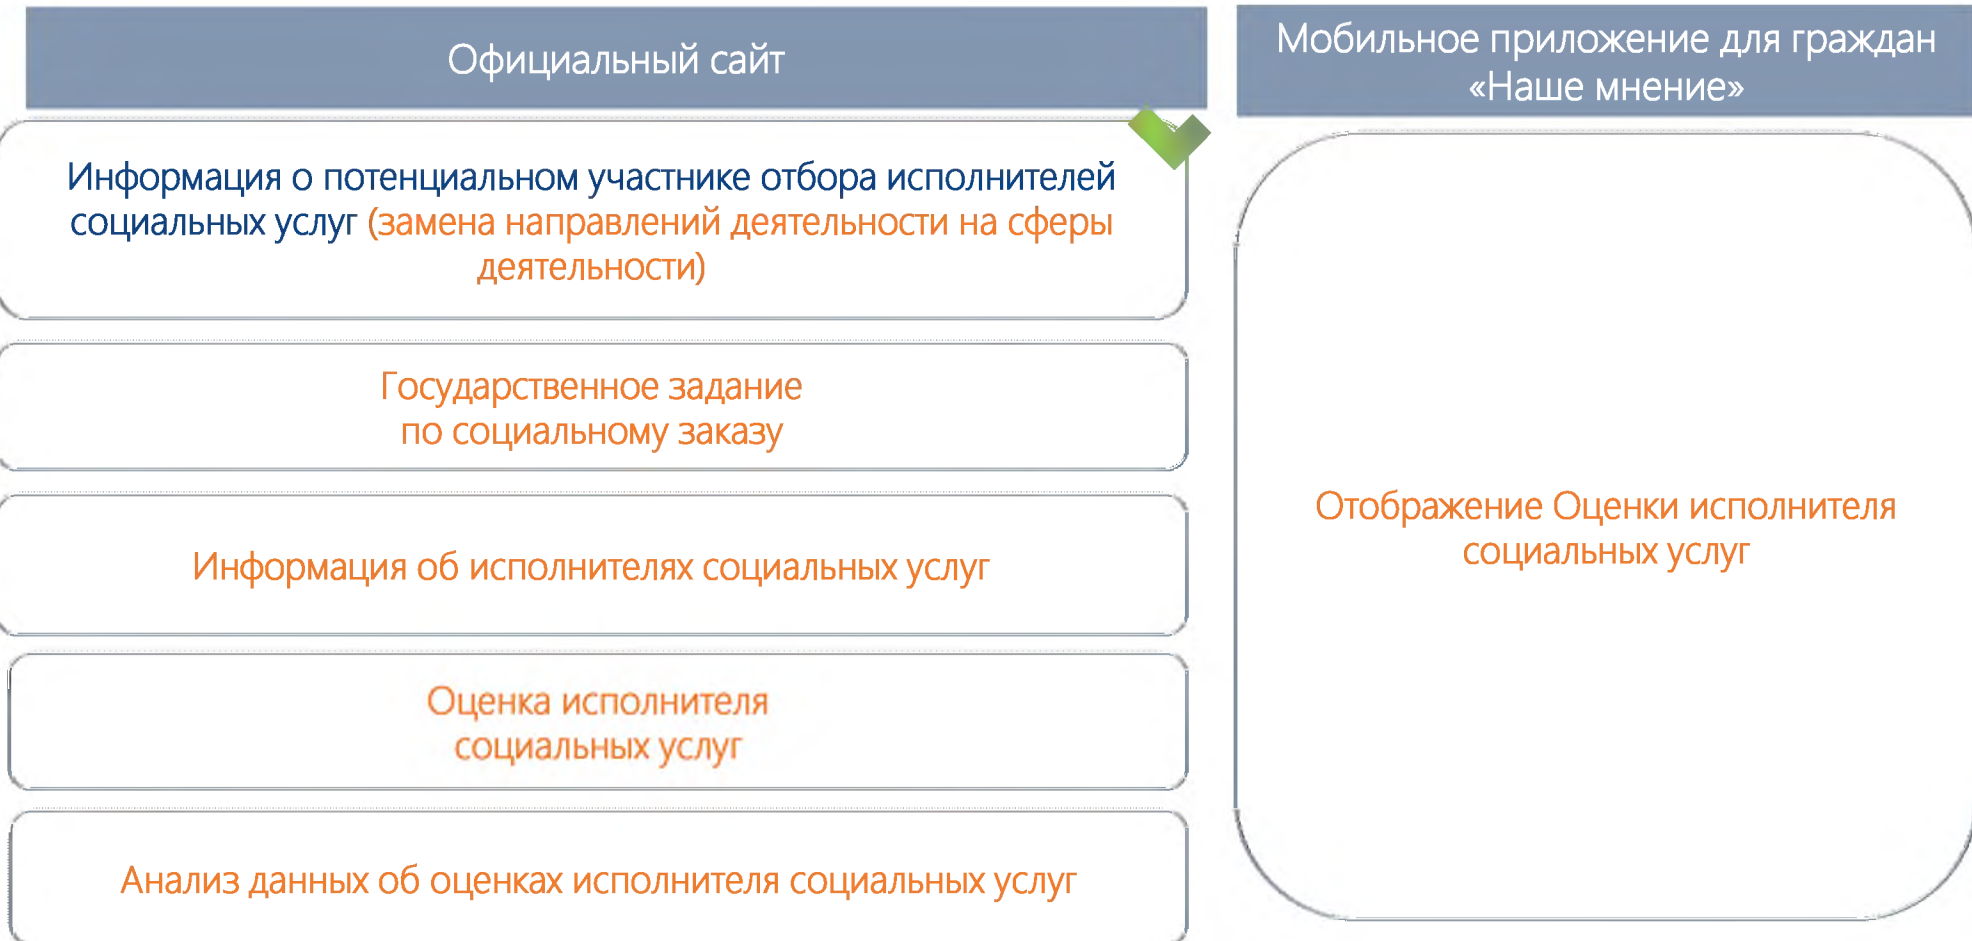 Официальный сайт
Информация о потенциальном участнике отбора исполнителей
социальных услуг (замена направлений деятельности на сферы
деятельности)
Государственное задание
по социальному заказу
Информация об исполнителях социальных услуг
Оценка исполнителя
социальных услуг
Анализ данных об оценках исполнителя социальных услуг
Мобильное приложение для граждан
«Наше мнение»
Отображение Оценки исполнителя
социальных услуг